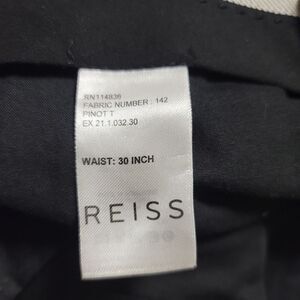 RN114836
FABRIC NUMBER : 142
PINOT T
EX 21.1.032.30
WAIST: 30 INCH
REISS